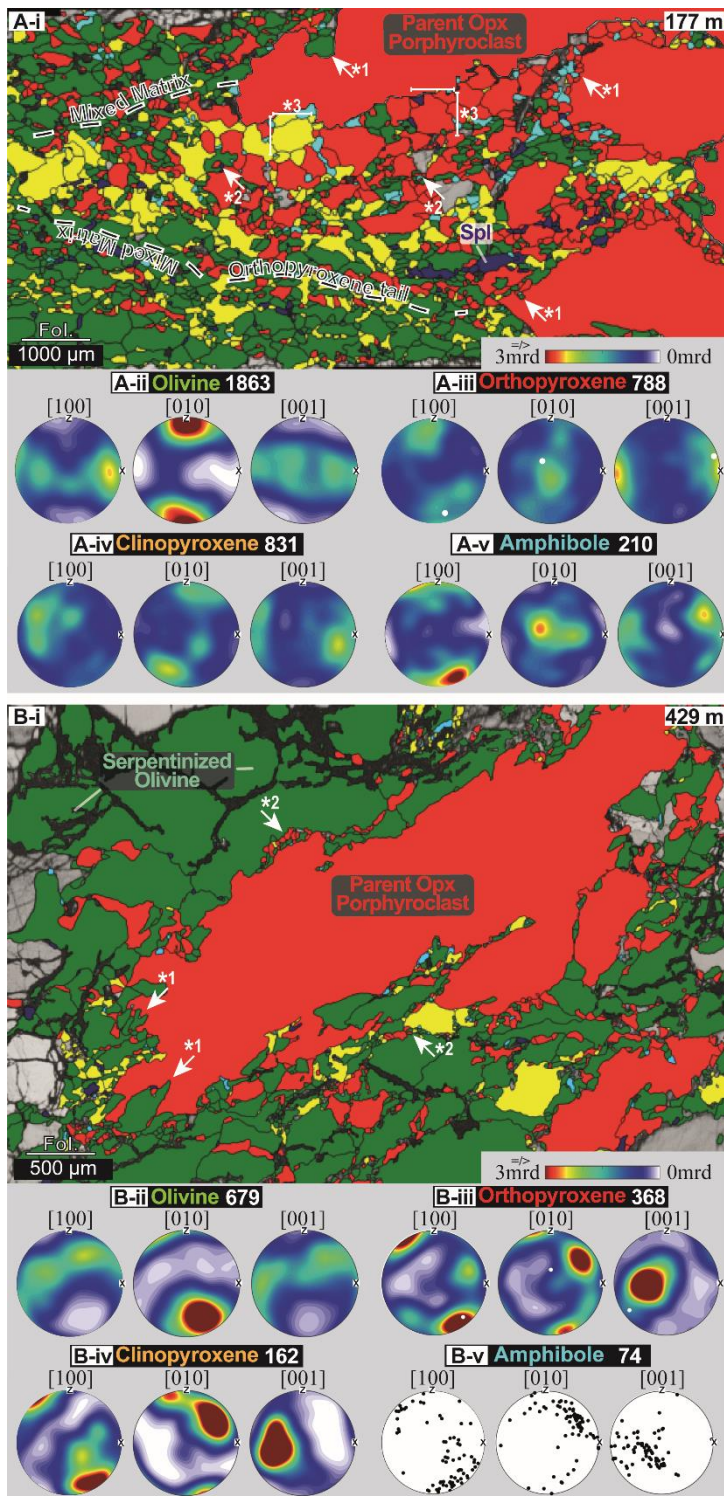 A-i
Parent Opx
Porphyroclast
177 m
*1
*1
Mixed Matrix
*3
*3
*2
*2
Mixed Matrix
Spl
Orthopyroxene tail
*1
Fol.
1000 µm
=/>
3mrd 0mrd
A-ii Olivine 1863
[100] [010] [001]
Z X
A-iii Orthopyroxene 788
[100] [010] [001]
Z X
A-iv Clinopyroxene 831
[100] [010] [001]
Z X
A-v Amphibole 210
[100] [010] [001]
Z X
B-i
429 m
Serpentinized
Olivine
*2
Parent Opx
Porphyroclast
*1
*1
*2
Fol.
500 µm
=/>
3mrd 0mrd
B-ii Olivine 679
[100] [010] [001]
Z X
B-iii Orthopyroxene 368
[100] [010] [001]
Z X
B-iv Clinopyroxene 162
[100] [010] [001]
Z X
B-v Amphibole 74
[100] [010] [001]
Z X